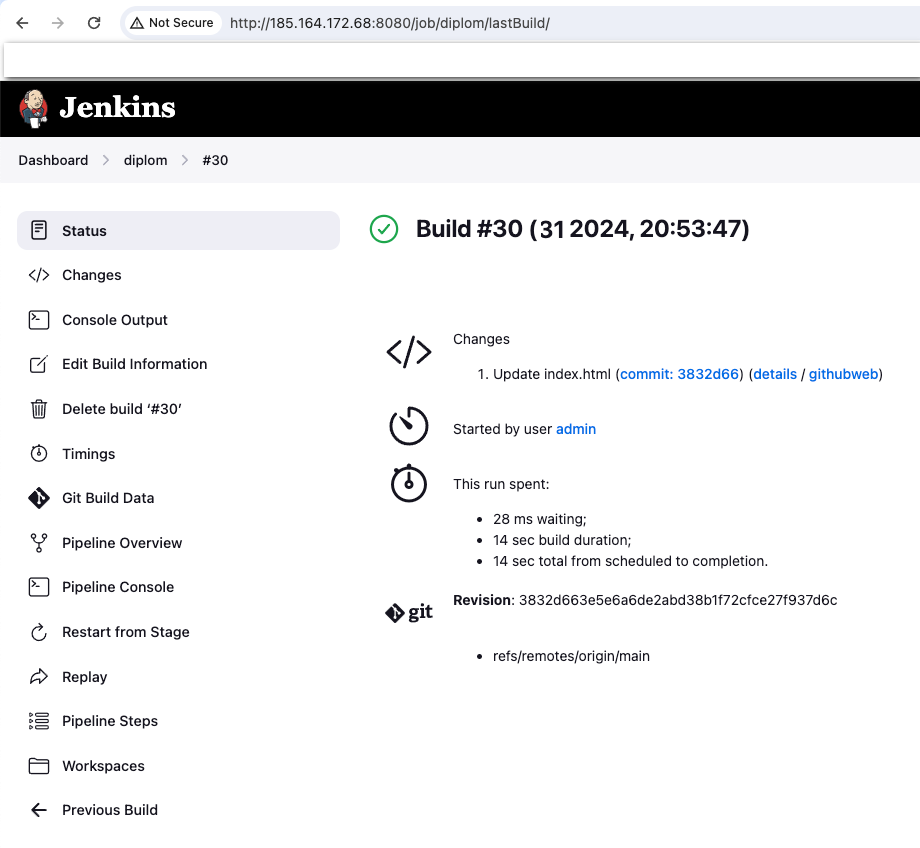 Not Secure http://185.164.172.68:8080/job/diplom/lastBuild/
Jenkins
Dashboard diplom #30
Status
Changes
Console Output
Edit Build Information
Delete build ‘#30’
Timings
Git Build Data
Pipeline Overview
Pipeline Console
Restart from Stage
Replay
Pipeline Steps
Workspaces
Previous Build
Build #30 (31 2024, 20:53:47)
Changes
1. Update index.html (commit: 3832d66) (details / githubweb)
Started by user admin
This run spent:
• 28 ms waiting;
• 14 sec build duration;
• 14 sec total from scheduled to completion.
git
Revision: 3832d663e5e6a6de2abd38b1f72cfce27f937d6c
• refs/remotes/origin/main